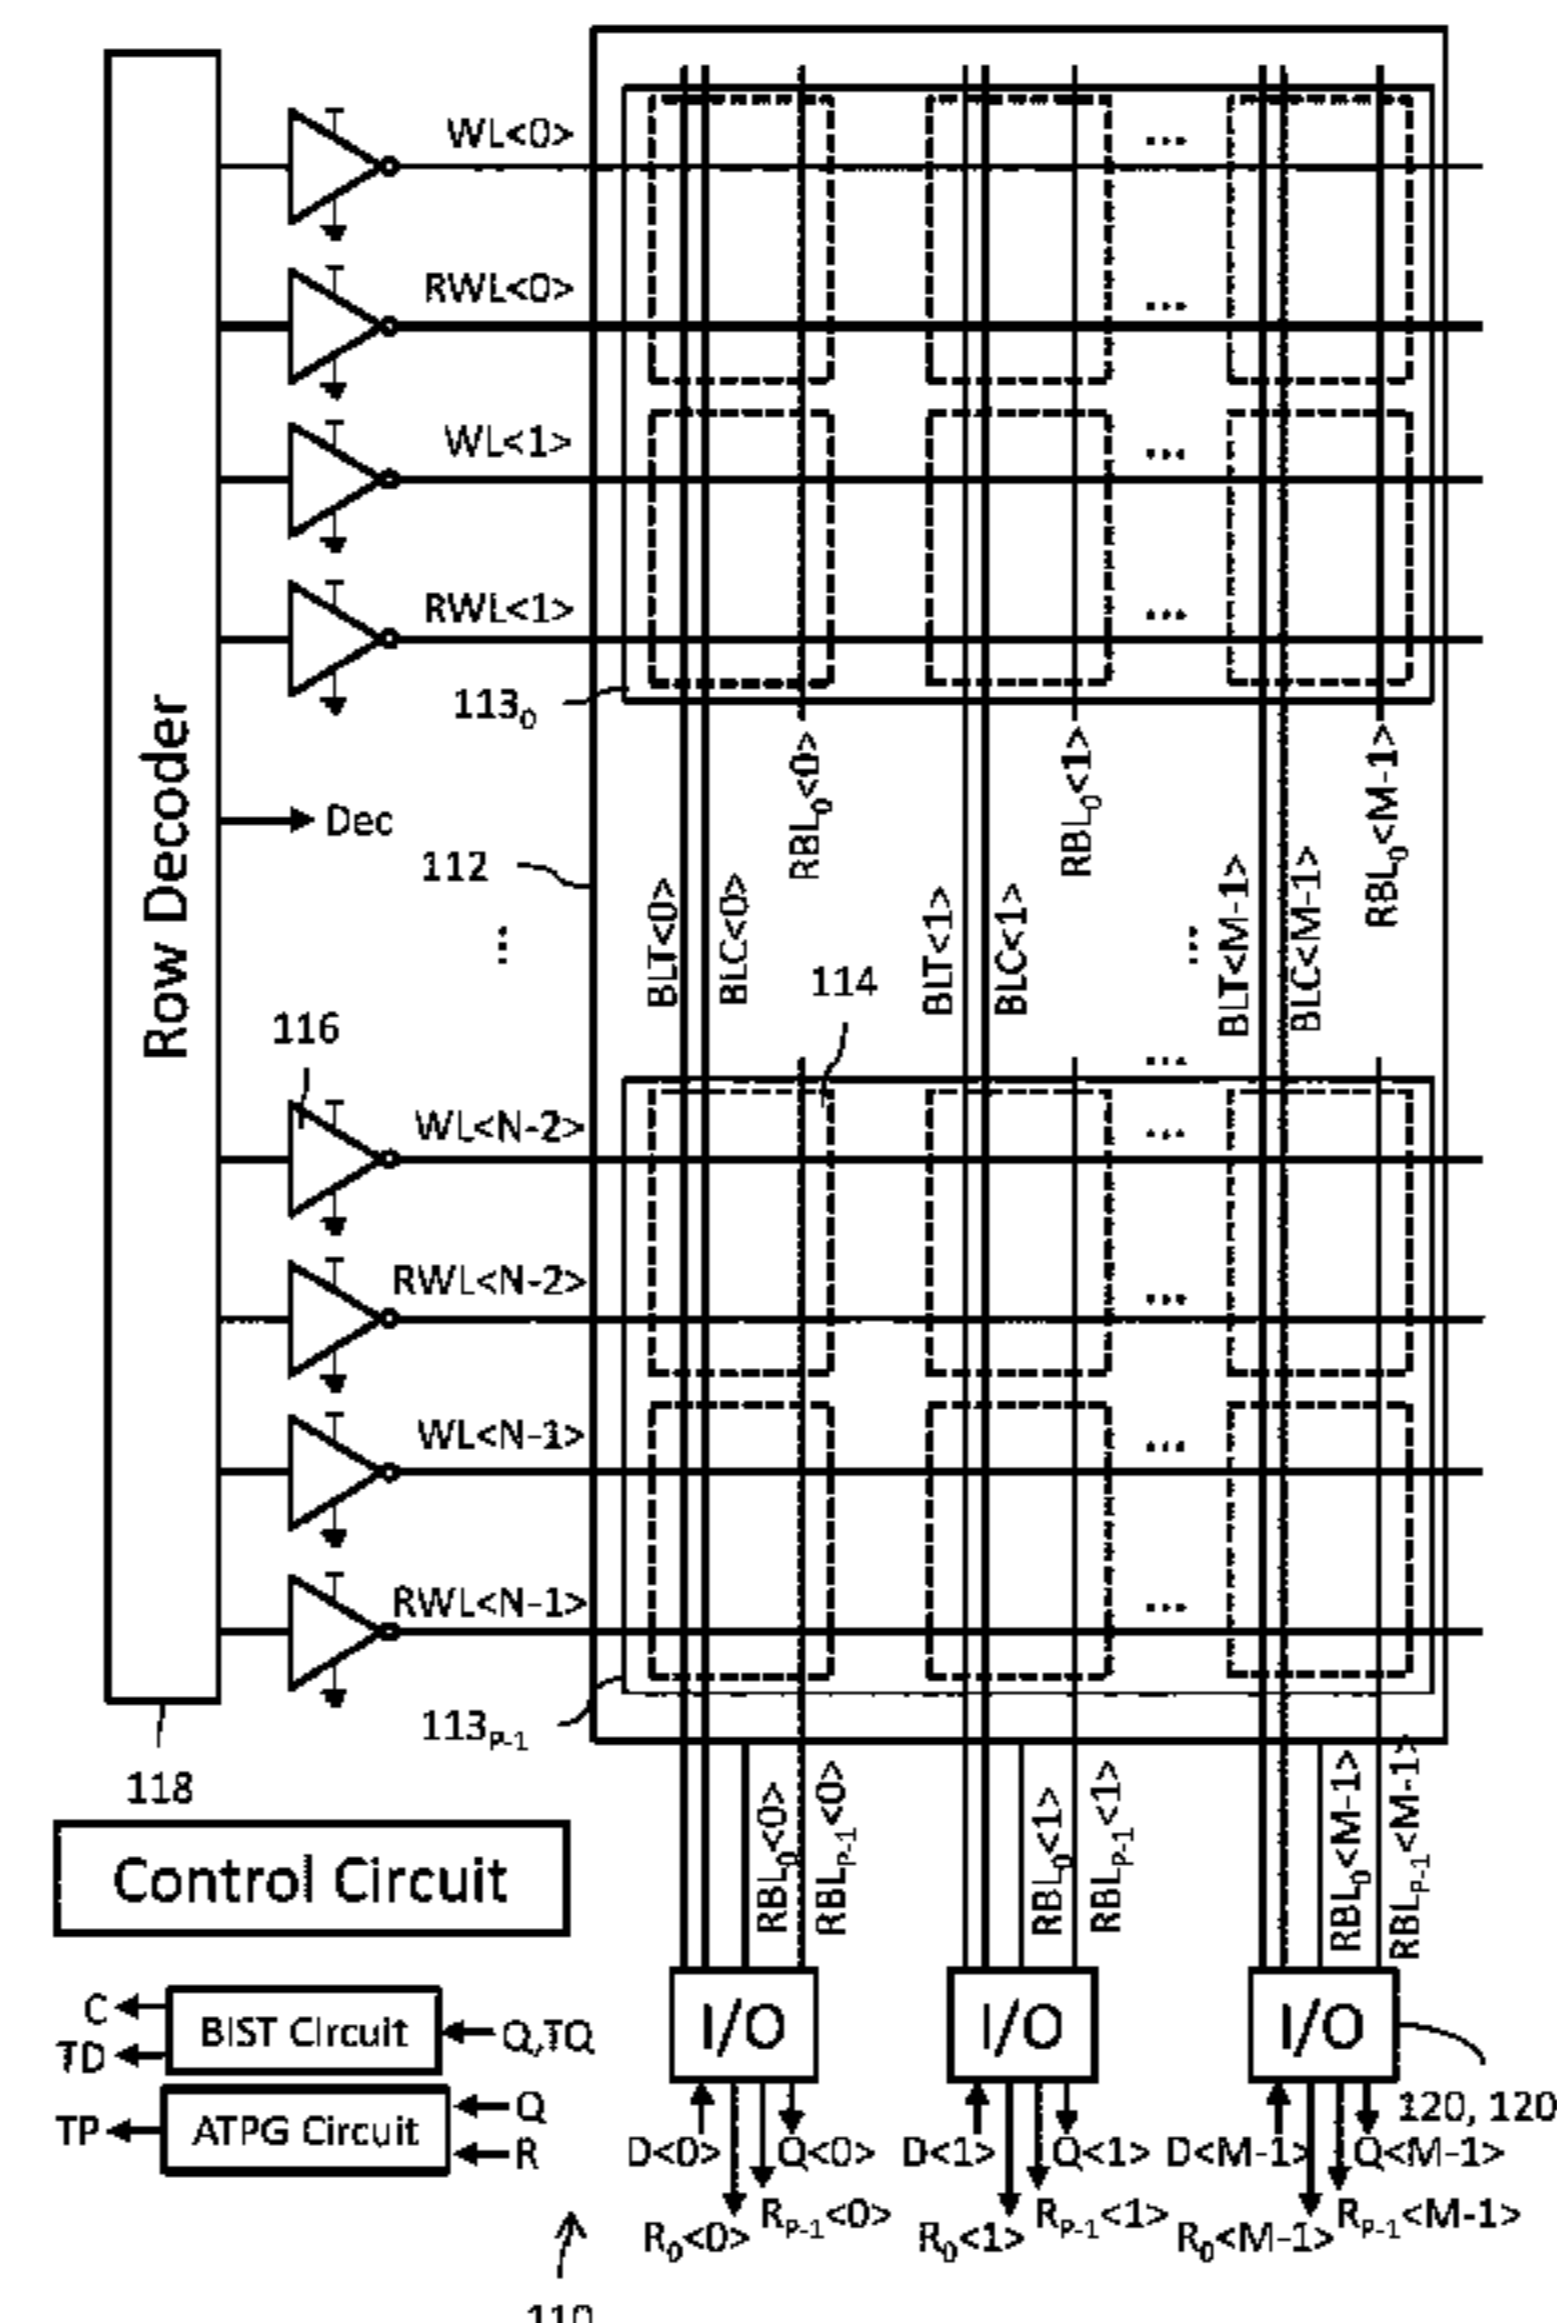 WL<0>
...
RWL<0>
...
WL<1>
...
RWL<1>
...
113₀
Row Decoder
Dec
112
RBL₀<0>
RBL₀<1>
RBL₀<M-1>
BLT<0>
BLC<0>
BLT<1>
BLC<1>
BLT<M-1>
BLC<M-1>
...
...
114
116
...
WL<N-2>
...
RWL<N-2>
...
WL<N-1>
...
RWL<N-1>
...
113P-1
118
RBL₀<0>
RBLP-1<0>
RBL₀<1>
RBLP-1<1>
RBL₀<M-1>
RBLP-1<M-1>
Control Circuit
C
TD
BIST Circuit
Q,TQ
TP
ATPG Circuit
Q
R
I/O
I/O
I/O
120, 120
D<0>
Q<0>
D<1>
Q<1>
D<M-1>
Q<M-1>
R₀<0>
RP-1<0>
R₀<1>
RP-1<1>
R₀<M-1>
RP-1<M-1>
110